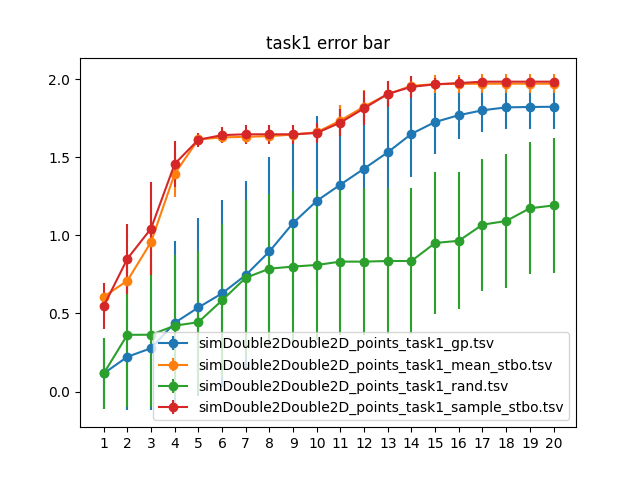 task1 error bar
2.0
1.5
1.0
0.5
0.0
simDouble2Double2D_points_task1_gp.tsv
simDouble2Double2D_points_task1_mean_stbo.tsv
simDouble2Double2D_points_task1_rand.tsv
simDouble2Double2D_points_task1_sample_stbo.tsv
1 2 3 4 5 6 7 8 9 10 11 12 13 14 15 16 17 18 19 20